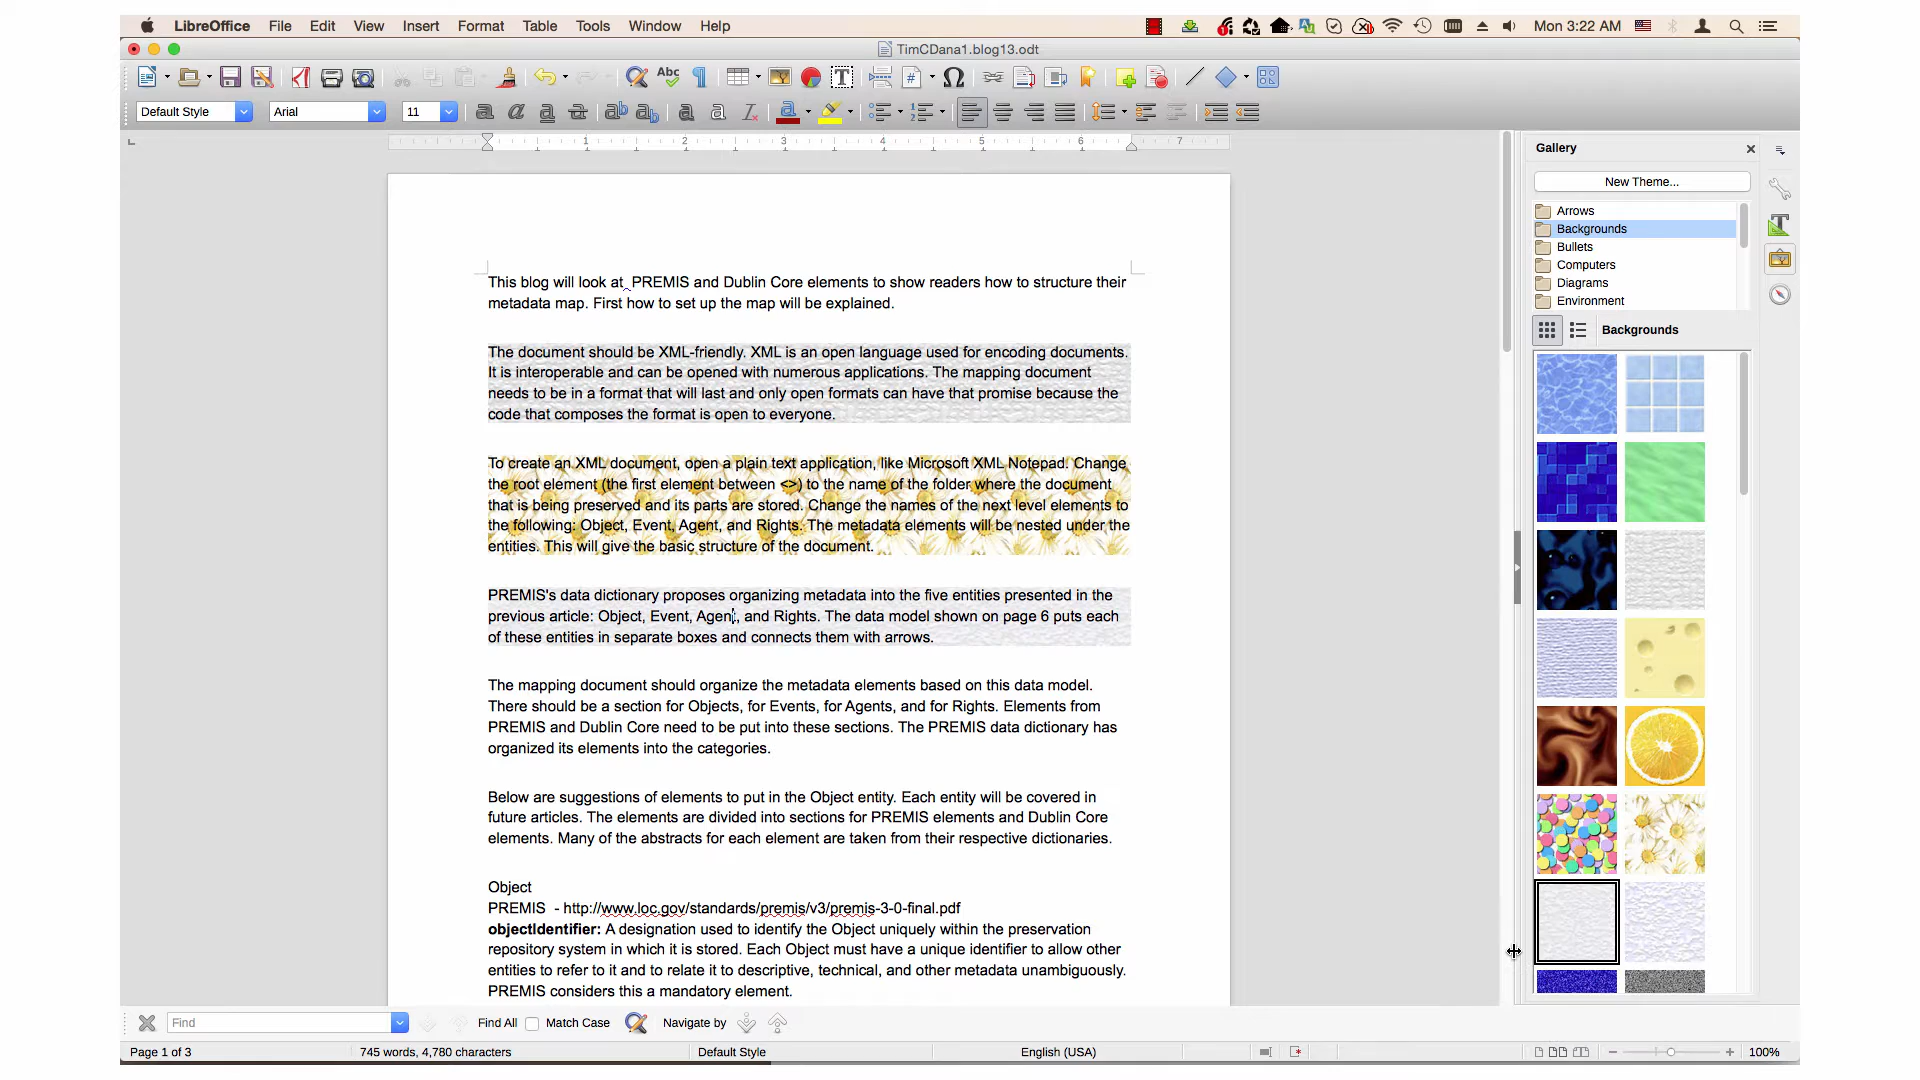 LibreOffice File Edit View Insert Format Table Tools Window Help Mon 3:22 AM
TimCDana1.blog13.odt
Abc
Default Style Arial 11
1 2 3 4 5 6 7
Gallery
New Theme...
Arrows
Backgrounds
Bullets
Computers
Diagrams
Environment
Backgrounds
This blog will look at  PREMIS and Dublin Core elements to show readers how to structure their
metadata map. First how to set up the map will be explained.
The document should be XML-friendly. XML is an open language used for encoding documents.
It is interoperable and can be opened with numerous applications. The mapping document
needs to be in a format that will last and only open formats can have that promise because the
code that composes the format is open to everyone.
To create an XML document, open a plain text application, like Microsoft XML Notepad. Change
the root element (the first element between <>) to the name of the folder where the document
that is being preserved and its parts are stored. Change the names of the next level elements to
the following: Object, Event, Agent, and Rights. The metadata elements will be nested under the
entities. This will give the basic structure of the document.
PREMIS's data dictionary proposes organizing metadata into the five entities presented in the
previous article: Object, Event, Agent, and Rights. The data model shown on page 6 puts each
of these entities in separate boxes and connects them with arrows.
The mapping document should organize the metadata elements based on this data model.
There should be a section for Objects, for Events, for Agents, and for Rights. Elements from
PREMIS and Dublin Core need to be put into these sections. The PREMIS data dictionary has
organized its elements into the categories.
Below are suggestions of elements to put in the Object entity. Each entity will be covered in
future articles. The elements are divided into sections for PREMIS elements and Dublin Core
elements. Many of the abstracts for each element are taken from their respective dictionaries.
Object
PREMIS  - http://www.loc.gov/standards/premis/v3/premis-3-0-final.pdf
objectIdentifier: A designation used to identify the Object uniquely within the preservation
repository system in which it is stored. Each Object must have a unique identifier to allow other
entities to refer to it and to relate it to descriptive, technical, and other metadata unambiguously.
PREMIS considers this a mandatory element.
Find Find All Match Case Navigate by
Page 1 of 3 745 words, 4,780 characters Default Style English (USA) 100%